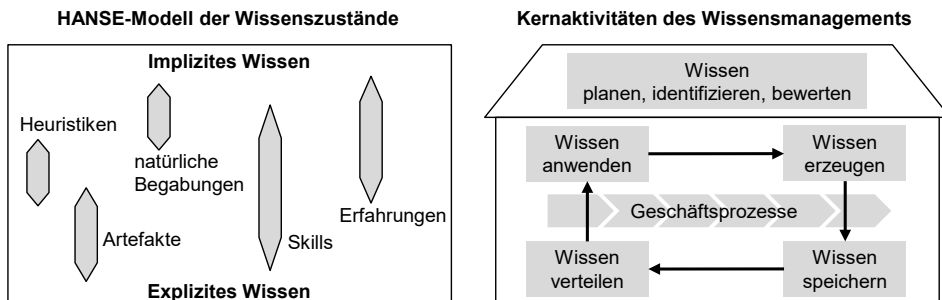 HANSE-Modell der Wissenszustände
Implizites Wissen
Heuristiken
natürliche
Begabungen
Erfahrungen
Artefakte
Skills
Explizites Wissen
Kernaktivitäten des Wissensmanagements
Wissen
planen, identifizieren, bewerten
Wissen
anwenden
Wissen
erzeugen
Geschäftsprozesse
Wissen
verteilen
Wissen
speichern